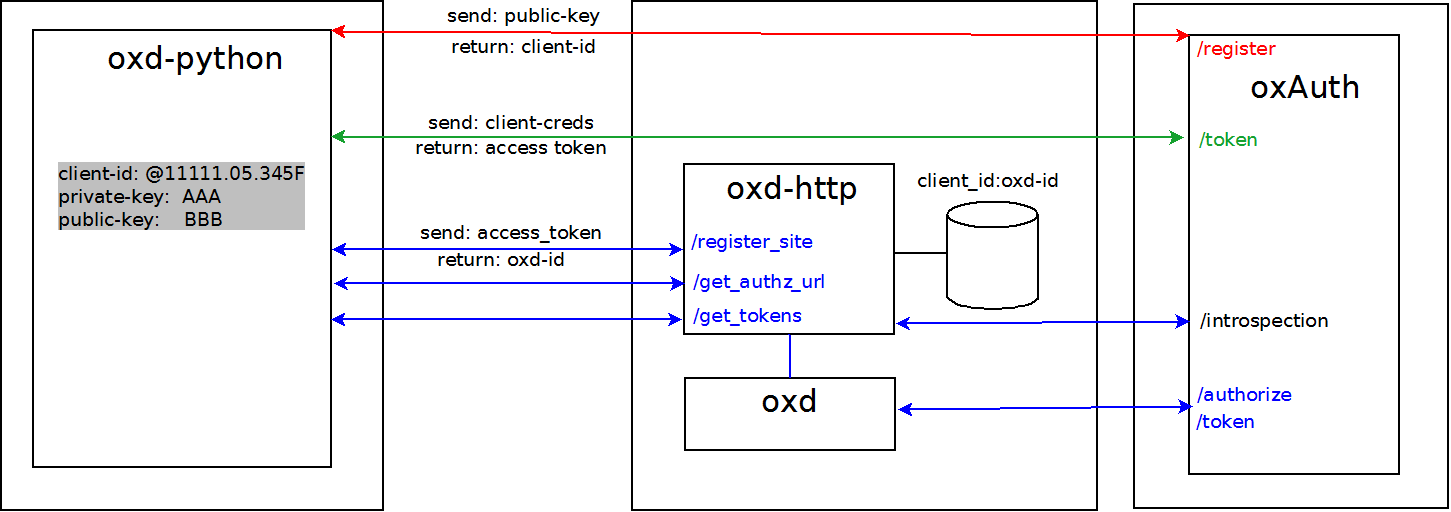 oxd-python
client-id: @11111.05.345F
private-key: AAA
public-key: BBB
send: public-key
return: client-id
send: client-creds
return: access token
send: access_token
return: oxd-id
oxd-http
/register_site
/get_authz_url
/get_tokens
client_id:oxd-id
oxd
/register
oxAuth
/token
/introspection
/authorize
/token